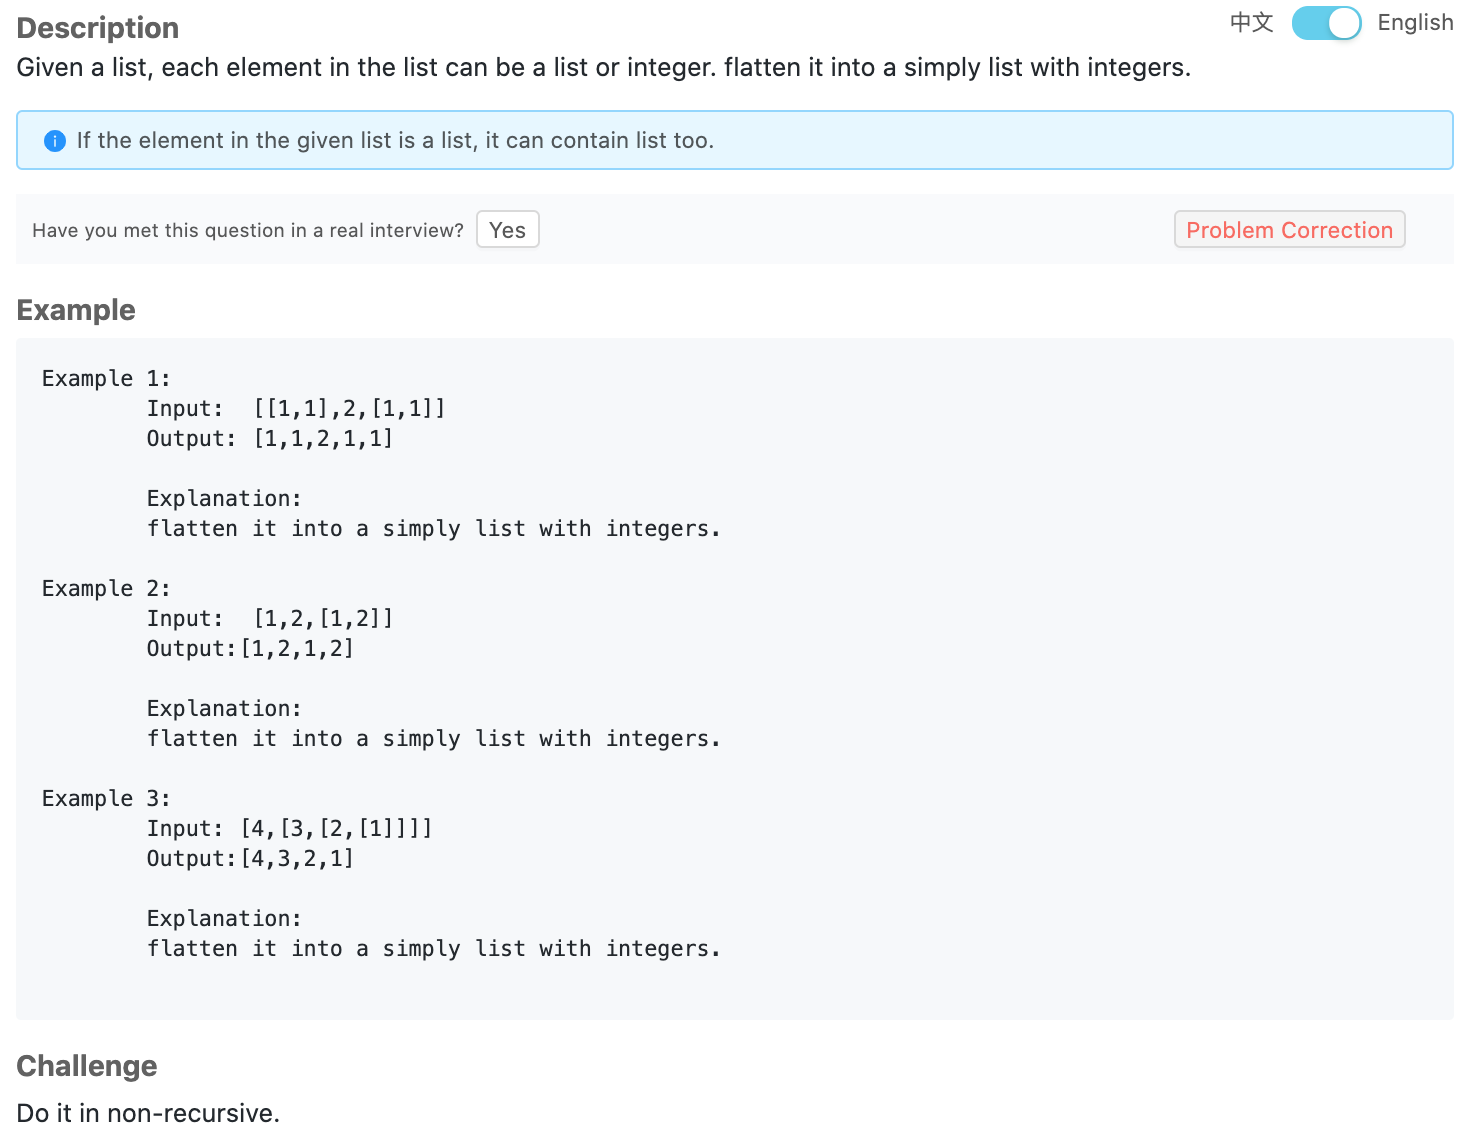 Description
中文 English
Given a list, each element in the list can be a list or integer. flatten it into a simply list with integers.
If the element in the given list is a list, it can contain list too.
Have you met this question in a real interview? Yes Problem Correction
Example
Example 1:
Input:  [[1,1],2,[1,1]]
Output: [1,1,2,1,1]
Explanation:
flatten it into a simply list with integers.
Example 2:
Input:  [1,2,[1,2]]
Output:[1,2,1,2]
Explanation:
flatten it into a simply list with integers.
Example 3:
Input: [4,[3,[2,[1]]]]
Output:[4,3,2,1]
Explanation:
flatten it into a simply list with integers.
Challenge
Do it in non-recursive.